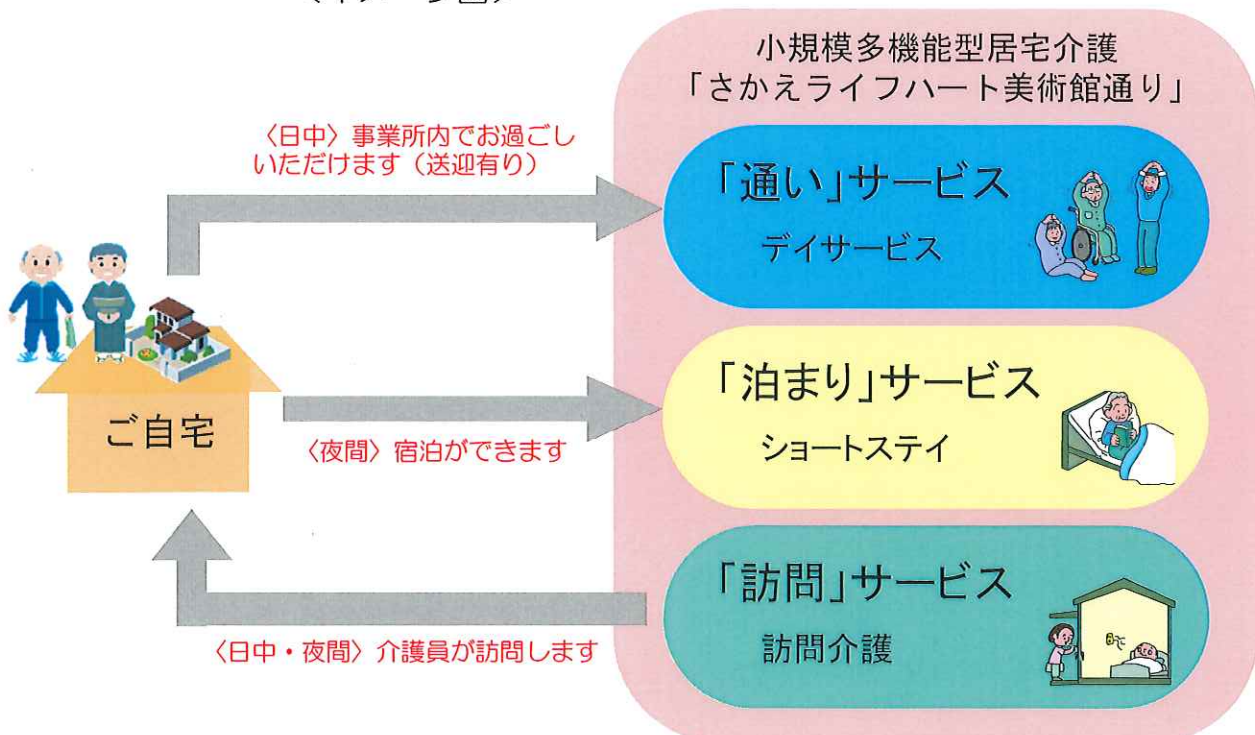 小規模多機能型居宅介護
「さかえライフハート美術館通り」
〈日中〉事業所内でお過ごし
いただけます（送迎有り）
「通い」サービス
デイサービス
ご自宅
〈夜間〉宿泊ができます
「泊まり」サービス
ショートステイ
〈日中・夜間〉介護員が訪問します
「訪問」サービス
訪問介護